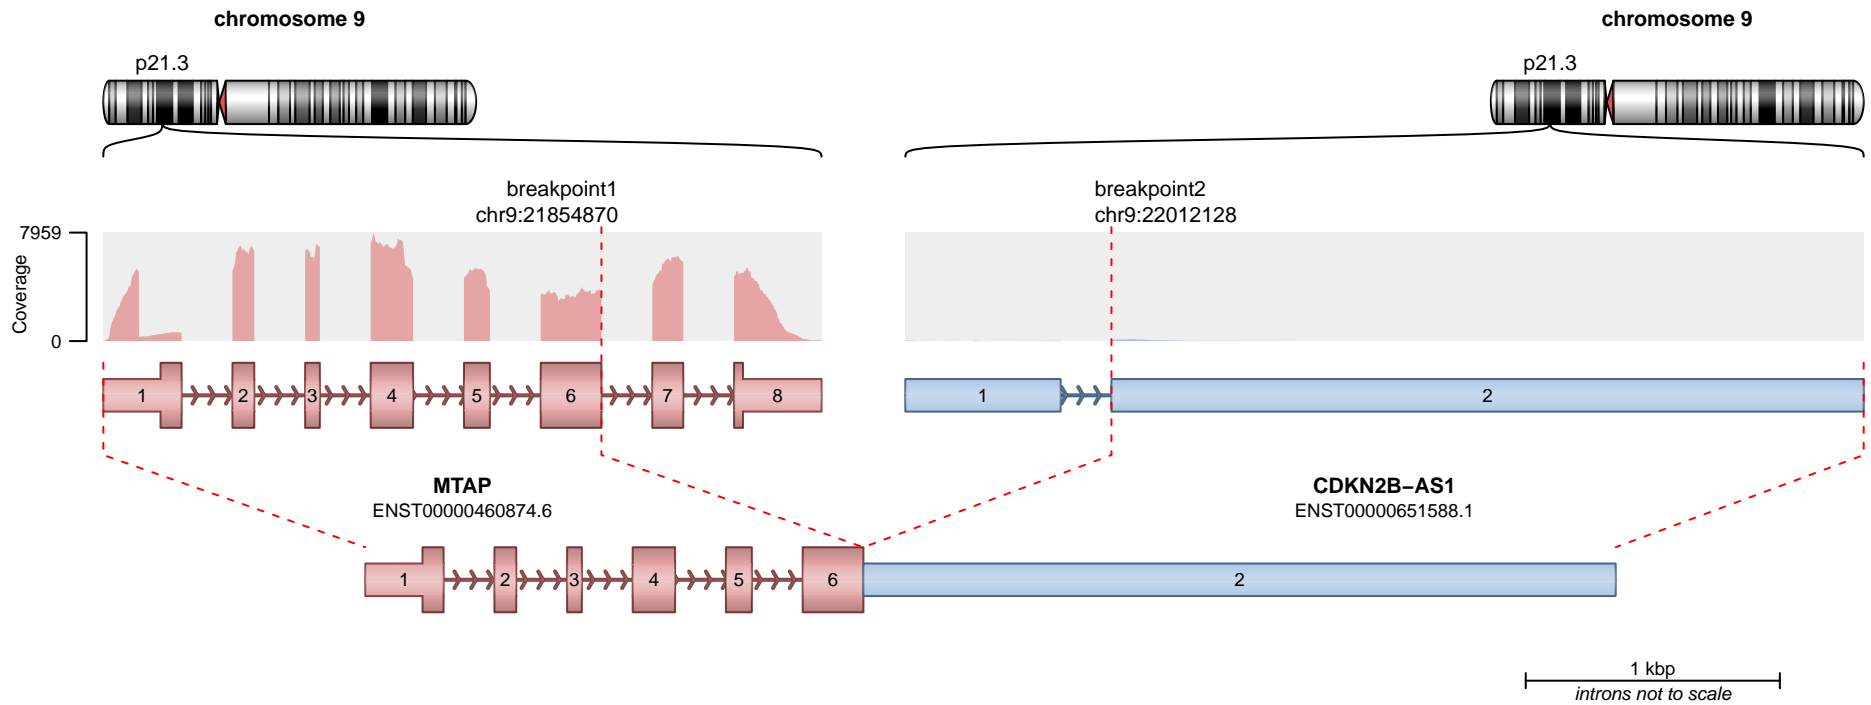 chromosome 9
chromosome 9
p21.3
p21.3
breakpoint1
chr9:21854870
breakpoint2
chr9:22012128
7959
Coverage
0
1 2 3 4 5 6 7 8
1 2
MTAP
ENST00000460874.6
CDKN2B−AS1
ENST00000651588.1
1 2 3 4 5 6 2
1 kbp
introns not to scale